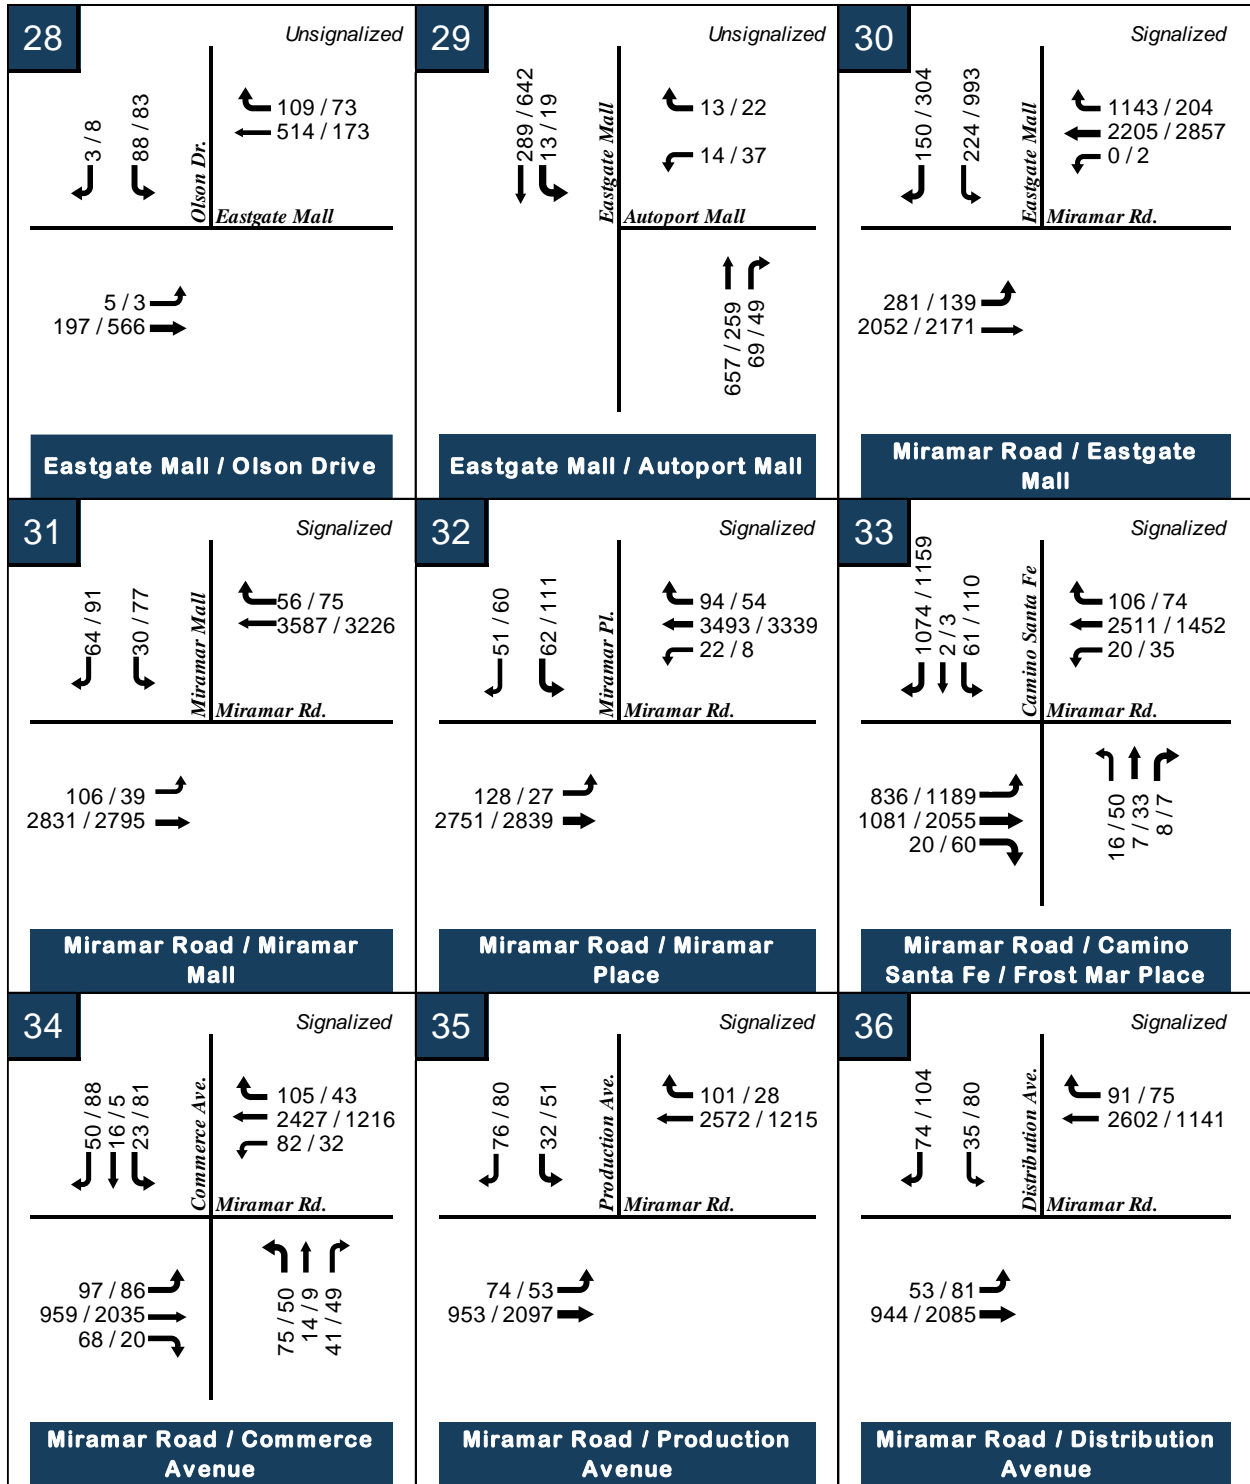 28
Unsignalized
3 / 8
88 / 83
Olson Dr.
109 / 73
514 / 173
Eastgate Mall
5 / 3
197 / 566
Eastgate Mall / Olson Drive
29
Unsignalized
289 / 642
13 / 19
Eastgate Mall
13 / 22
14 / 37
Autoport Mall
657 / 259
69 / 49
Eastgate Mall / Autoport Mall
30
Signalized
150 / 304
224 / 993
Eastgate Mall
1143 / 204
2205 / 2857
0 / 2
Miramar Rd.
281 / 139
2052 / 2171
Miramar Road / Eastgate
Mall
31
Signalized
64 / 91
30 / 77
Miramar Mall
56 / 75
3587 / 3226
Miramar Rd.
106 / 39
2831 / 2795
Miramar Road / Miramar
Mall
32
Signalized
51 / 60
62 / 111
Miramar Pl.
94 / 54
3493 / 3339
22 / 8
Miramar Rd.
128 / 27
2751 / 2839
Miramar Road / Miramar
Place
33
Signalized
1074 / 1159
2 / 3
61 / 110
Camino Santa Fe
106 / 74
2511 / 1452
20 / 35
Miramar Rd.
836 / 1189
1081 / 2055
20 / 60
16 / 50
7 / 33
8 / 7
Miramar Road / Camino
Santa Fe / Frost Mar Place
34
Signalized
50 / 88
16 / 5
23 / 81
Commerce Ave.
105 / 43
2427 / 1216
82 / 32
Miramar Rd.
97 / 86
959 / 2035
68 / 20
75 / 50
14 / 9
41 / 49
Miramar Road / Commerce
Avenue
35
Signalized
76 / 80
32 / 51
Production Ave.
101 / 28
2572 / 1215
Miramar Rd.
74 / 53
953 / 2097
Miramar Road / Production
Avenue
36
Signalized
74 / 104
35 / 80
Distribution Ave.
91 / 75
2602 / 1141
Miramar Rd.
53 / 81
944 / 2085
Miramar Road / Distribution
Avenue